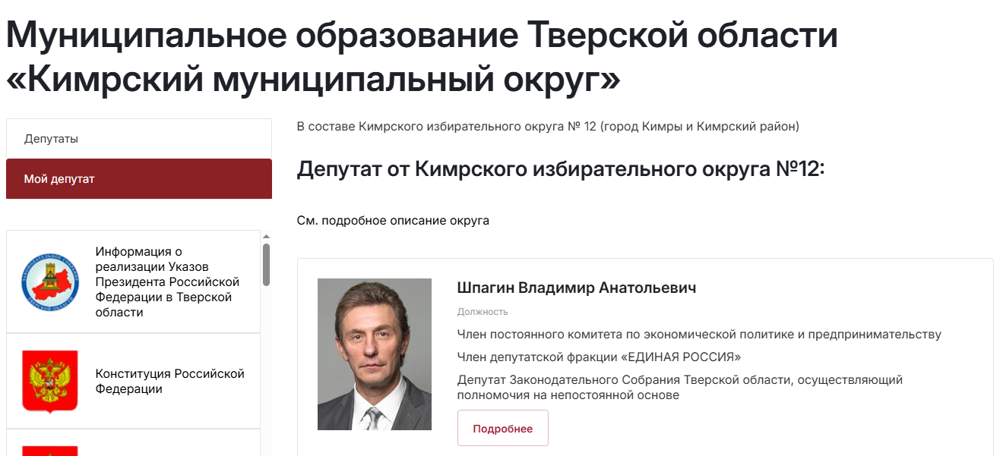 Муниципальное образование Тверской области
«Кимрский муниципальный округ»
Депутаты
Мой депутат
Информация о
реализации Указов
Президента Российской
Федерации в Тверской
области
Конституция Российской
Федерации
В составе Кимрского избирательного округа № 12 (город Кимры и Кимрский район)
Депутат от Кимрского избирательного округа №12:
См. подробное описание округа
Шпагин Владимир Анатольевич
Должность
Член постоянного комитета по экономической политике и предпринимательству
Член депутатской фракции «ЕДИНАЯ РОССИЯ»
Депутат Законодательного Собрания Тверской области, осуществляющий
полномочия на непостоянной основе
Подробнее